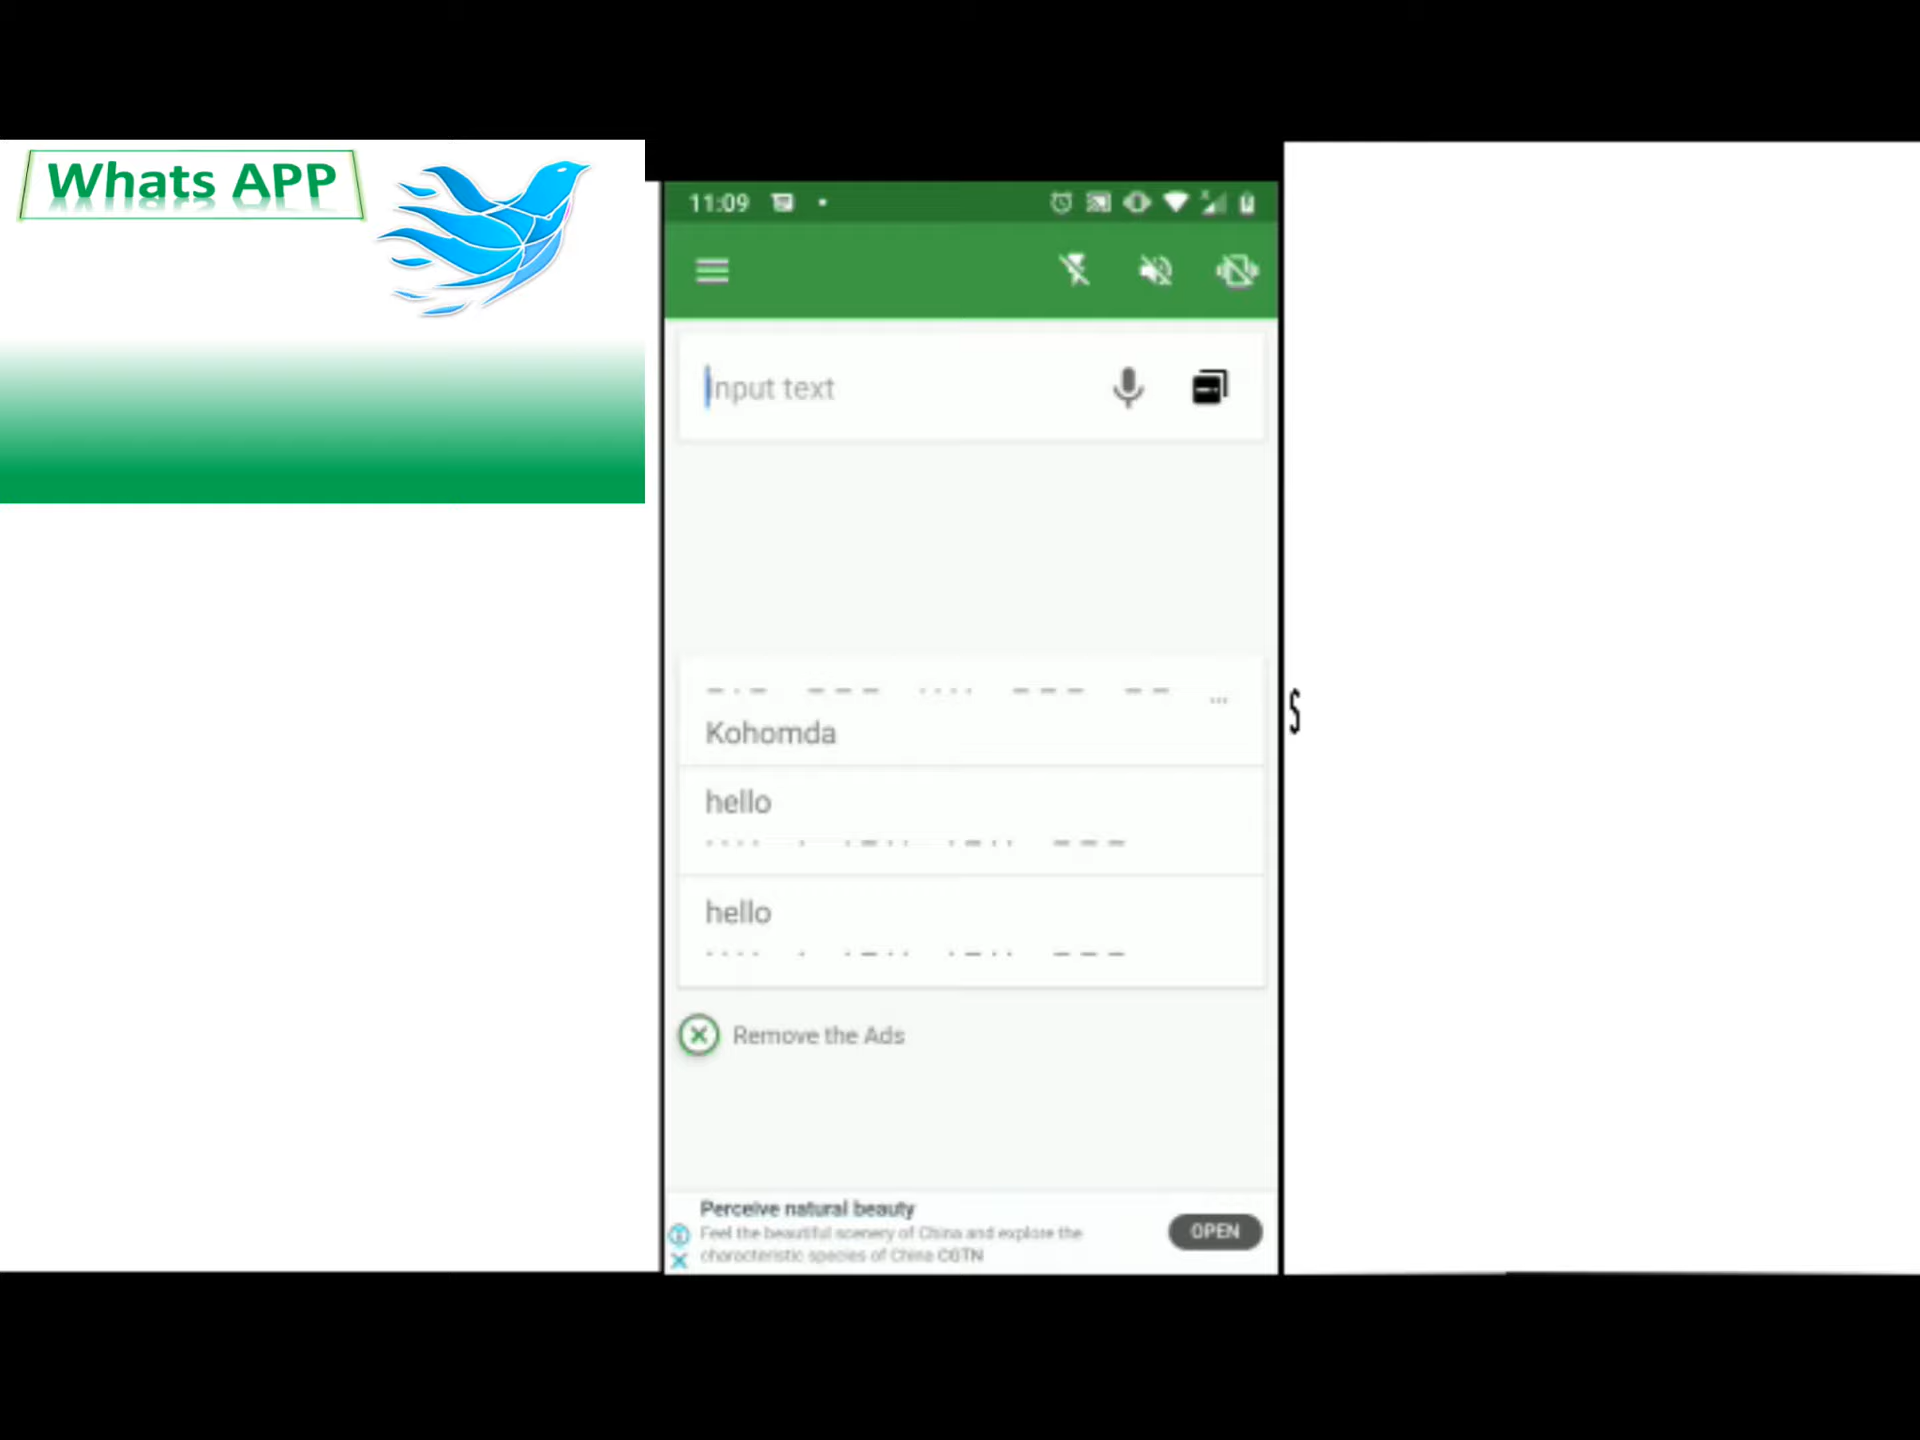 Whats APP
11:09
Input text
-.- --- .... --- -- ...
Kohomda
hello
.... . .-.. .-.. ---
hello
.... . .-.. .-.. ---
Remove the Ads
Perceive natural beauty
Feel the beautiful scenery of China and explore the
characteristic species of China CGTN
OPEN
S